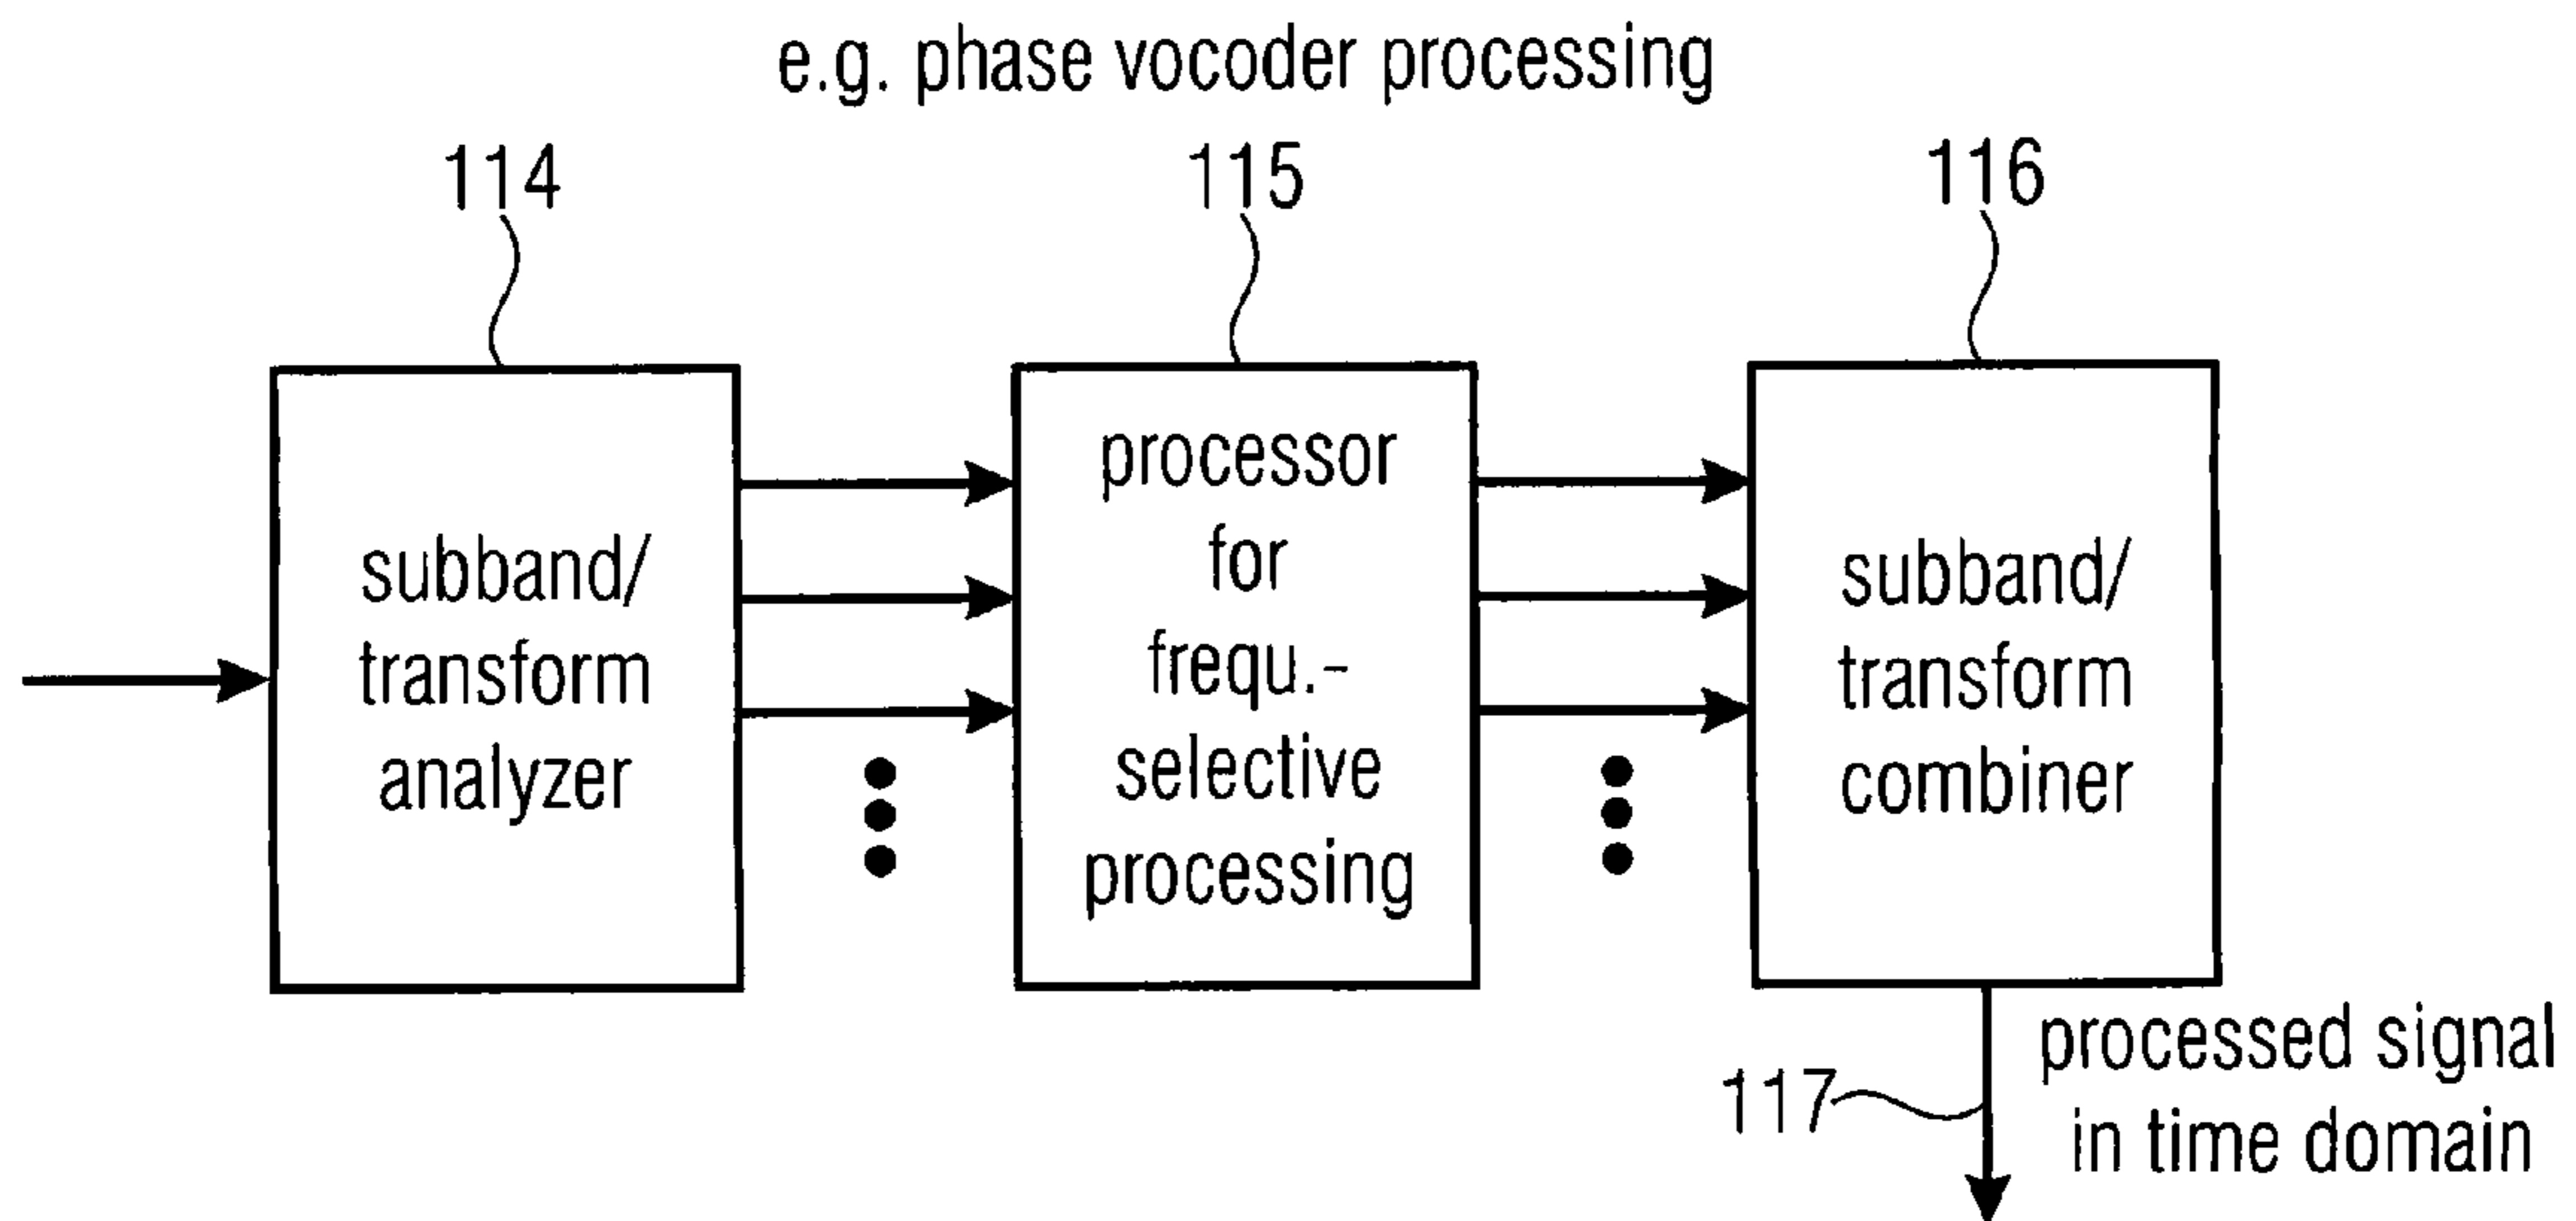 e.g. phase vocoder processing
114
115
116
subband/
transform
analyzer
processor
for
frequ.-
selective
processing
subband/
transform
combiner
117
processed signal
in time domain